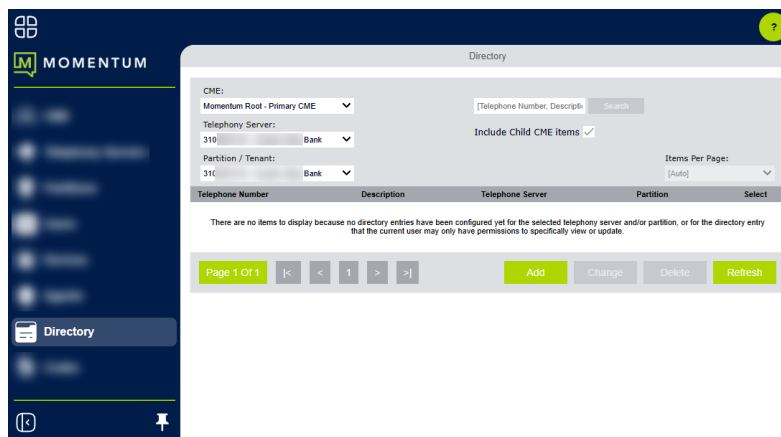 ?
M MOMENTUM
Directory
CME:
Momentum Root - Primary CME
[Telephone Number, Descripti
Search
Telephony Server:
310 Bank
Include Child CME items
Partition / Tenant:
310 Bank
Items Per Page:
[Auto]
Telephone Number Description Telephone Server Partition Select
There are no items to display because no directory entries have been configured yet for the selected telephony server and/or partition, or for the directory entry
that the current user may only have permissions to specifically view or update.
Page 1 Of 1 |< < 1 > >| Add Change Delete Refresh
Directory